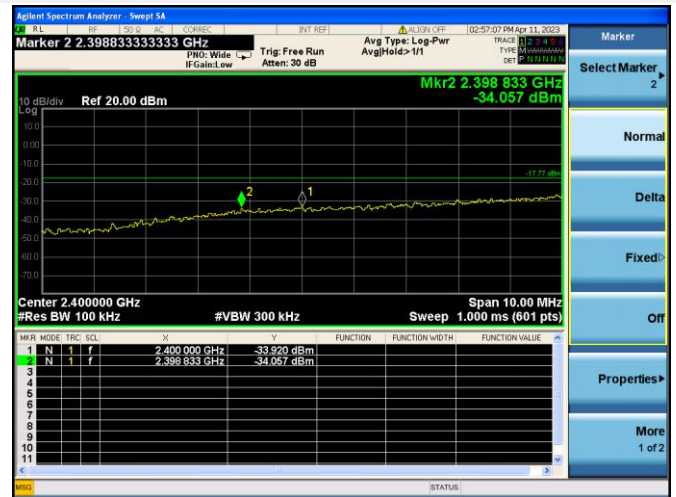 Agilent Spectrum Analyzer - Swept SA
RL RF 50 Ω AC CORREC INT REF ALIGN OFF 02:57:07 PM Apr 11, 2023
Marker 2 2.398833333333 GHz
PNO: Wide
IFGain:Low
Trig: Free Run
Atten: 30 dB
Avg Type: Log-Pwr
Avg|Hold>1/1
TRACE 1 2 3 4 5 6
TYPE
DET P N N N N N
Mkr2 2.398 833 GHz
-34.057 dBm
10 dB/div Ref 20.00 dBm
Log
10.0
0.00
-10.0
-20.0
-30.0
-40.0
-50.0
-60.0
-70.0
-17.77 dBm
2
1
Center 2.400000 GHz Span 10.00 MHz
#Res BW 100 kHz #VBW 300 kHz Sweep 1.000 ms (601 pts)
MKR MODE TRC SCL X Y FUNCTION FUNCTION WIDTH FUNCTION VALUE
1 N 1 f 2.400 000 GHz -33.920 dBm
2 N 1 f 2.398 833 GHz -34.057 dBm
3
4
5
6
7
8
9
10
11
MSG STATUS
Marker
Select Marker
2
Normal
Delta
Fixed
Off
Properties
More
1 of 2